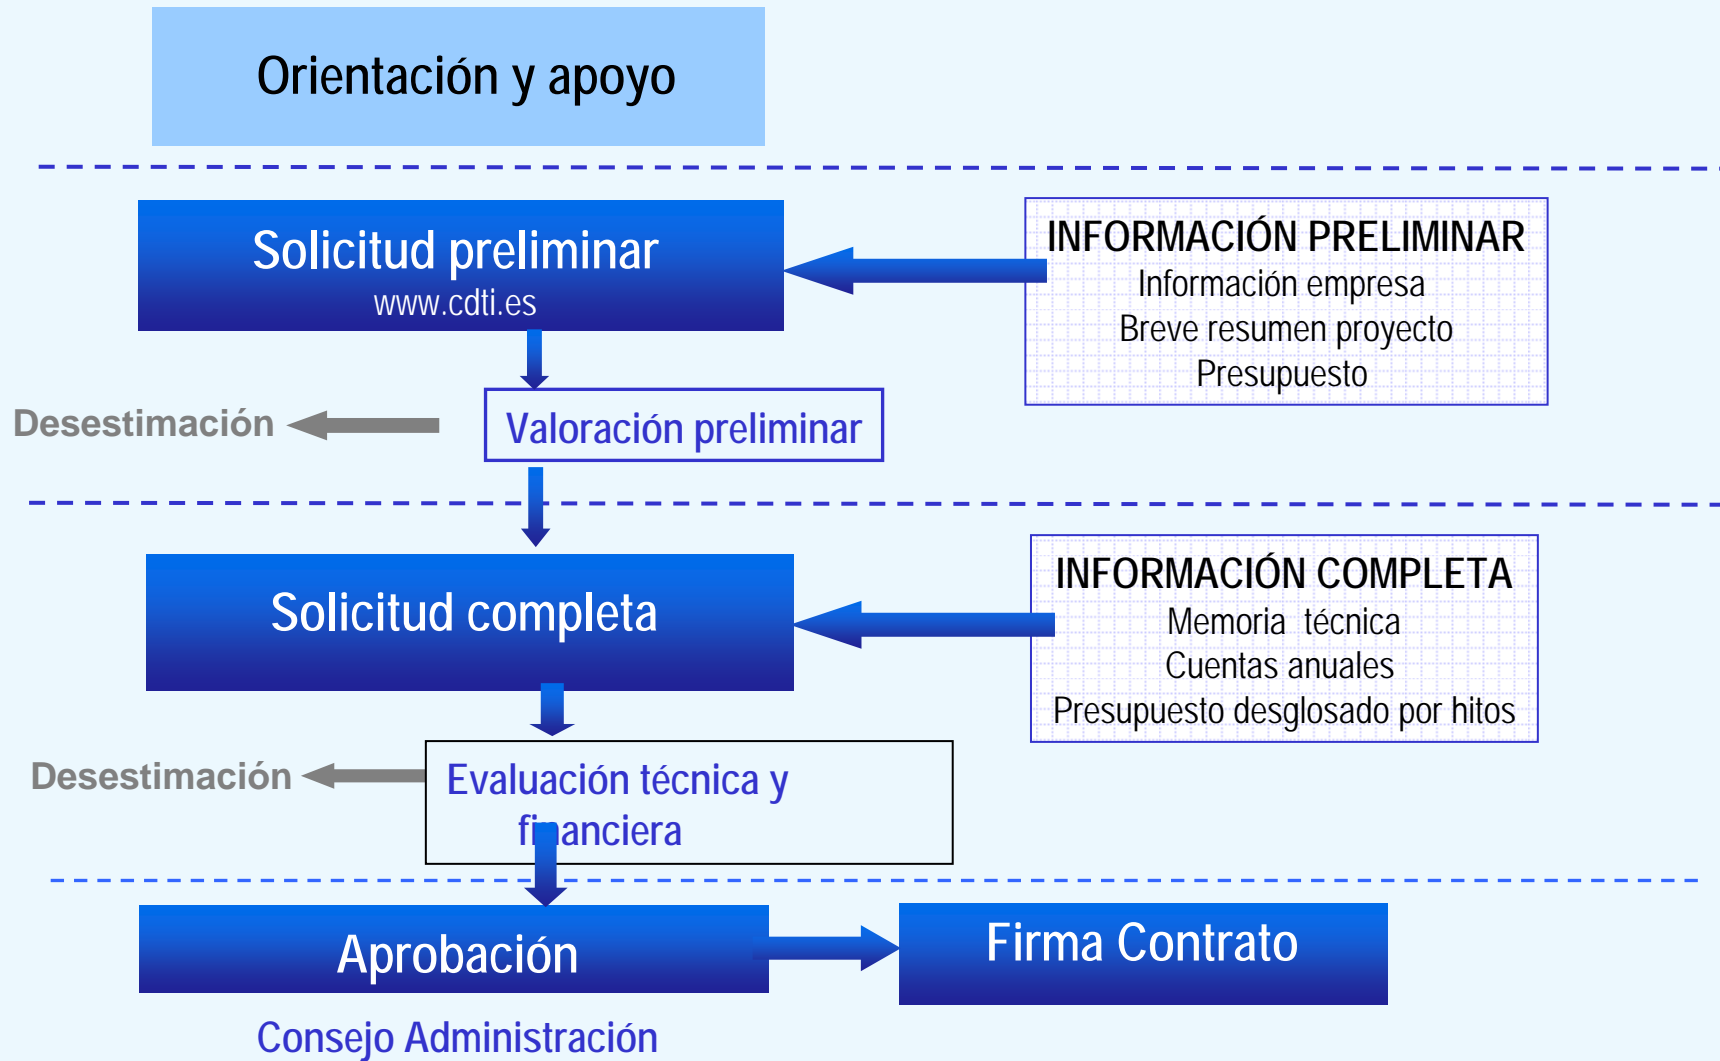 Orientación y apoyo
Solicitud preliminar
www.cdti.es
INFORMACIÓN PRELIMINAR
Información empresa
Breve resumen proyecto
Presupuesto
Desestimación
Valoración preliminar
Solicitud completa
INFORMACIÓN COMPLETA
Memoria técnica
Cuentas anuales
Presupuesto desglosado por hitos
Desestimación
Evaluación técnica y
financiera
Aprobación
Firma Contrato
Consejo Administración